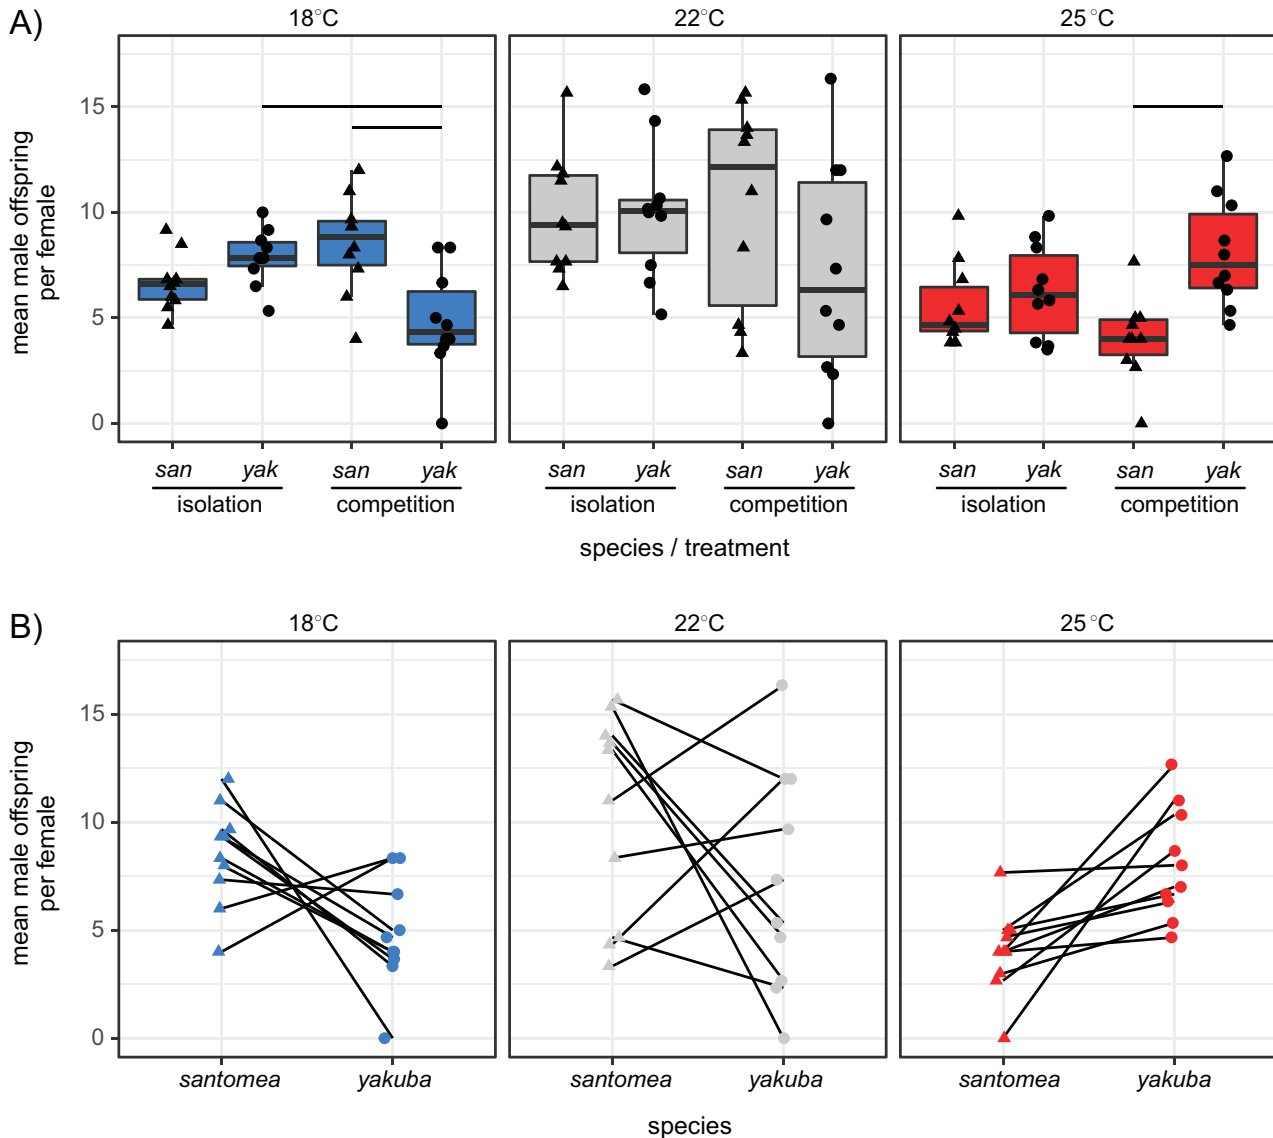 A)
18°C
22°C
25°C
mean male offspring
per female
15
10
5
0
san yak san yak
isolation competition
san yak san yak
isolation competition
san yak san yak
isolation competition
species / treatment
B)
18°C
22°C
25°C
mean male offspring
per female
15
10
5
0
santomea yakuba
santomea yakuba
santomea yakuba
species